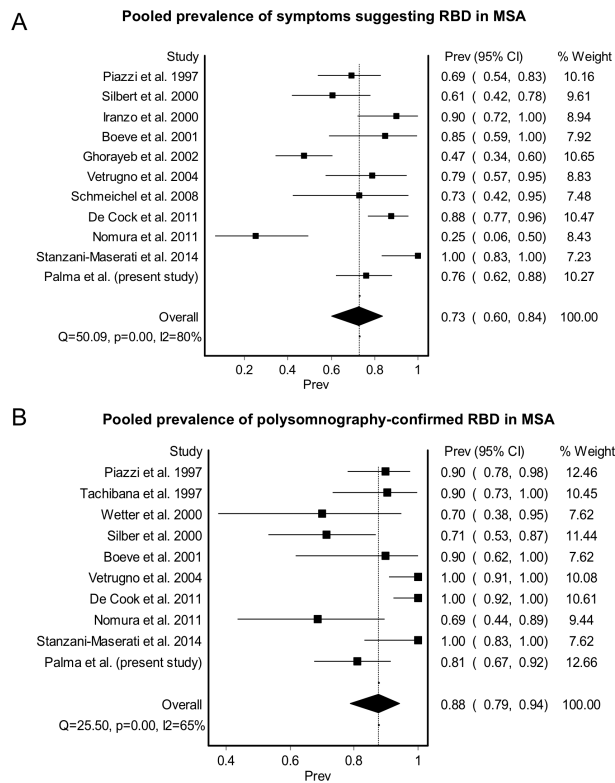 A
Pooled prevalence of symptoms suggesting RBD in MSA
Study Prev (95% CI) % Weight
Piazzi et al. 1997 0.69 ( 0.54, 0.83) 10.16
Silbert et al. 2000 0.61 ( 0.42, 0.78) 9.61
Iranzo et al. 2000 0.90 ( 0.72, 1.00) 8.94
Boeve et al. 2001 0.85 ( 0.59, 1.00) 7.92
Ghorayeb et al. 2002 0.47 ( 0.34, 0.60) 10.65
Vetrugno et al. 2004 0.79 ( 0.57, 0.95) 8.83
Schmeichel et al. 2008 0.73 ( 0.42, 0.95) 7.48
De Cock et al. 2011 0.88 ( 0.77, 0.96) 10.47
Nomura et al. 2011 0.25 ( 0.06, 0.50) 8.43
Stanzani-Maserati et al. 2014 1.00 ( 0.83, 1.00) 7.23
Palma et al. (present study) 0.76 ( 0.62, 0.88) 10.27
Overall 0.73 ( 0.60, 0.84) 100.00
Q=50.09, p=0.00, I2=80%
0.2 0.4 0.6 0.8 1
Prev
B
Pooled prevalence of polysomnography-confirmed RBD in MSA
Study Prev (95% CI) % Weight
Piazzi et al. 1997 0.90 ( 0.78, 0.98) 12.46
Tachibana et al. 1997 0.90 ( 0.73, 1.00) 10.45
Wetter et al. 2000 0.70 ( 0.38, 0.95) 7.62
Silber et al. 2000 0.71 ( 0.53, 0.87) 11.44
Boeve et al. 2001 0.90 ( 0.62, 1.00) 7.62
Vetrugno et al. 2004 1.00 ( 0.91, 1.00) 10.08
De Cook et al. 2011 1.00 ( 0.92, 1.00) 10.61
Nomura et al. 2011 0.69 ( 0.44, 0.89) 9.44
Stanzani-Maserati et al. 2014 1.00 ( 0.83, 1.00) 7.62
Palma et al. (present study) 0.81 ( 0.67, 0.92) 12.66
Overall 0.88 ( 0.79, 0.94) 100.00
Q=25.50, p=0.00, I2=65%
0.4 0.6 0.8 1
Prev